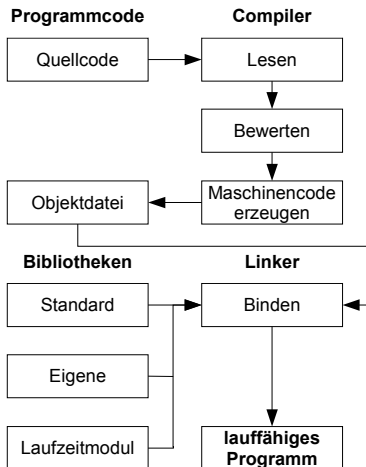 Programmcode
Compiler
Quellcode
Lesen
Bewerten
Objektdatei
Maschinencode
erzeugen
Bibliotheken
Linker
Standard
Binden
Eigene
Laufzeitmodul
lauffähiges
Programm